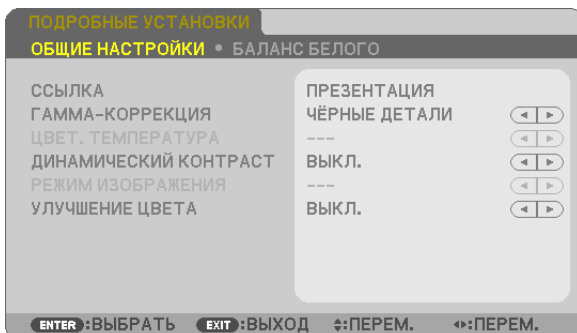 ПОДРОБНЫЕ УСТАНОВКИ
ОБЩИЕ НАСТРОЙКИ • БАЛАНС БЕЛОГО
ССЫЛКА ПРЕЗЕНТАЦИЯ
ГАММА-КОРРЕКЦИЯ ЧЁРНЫЕ ДЕТАЛИ
ЦВЕТ. ТЕМПЕРАТУРА ---
ДИНАМИЧЕСКИЙ КОНТРАСТ ВЫКЛ.
РЕЖИМ ИЗОБРАЖЕНИЯ ---
УЛУЧШЕНИЕ ЦВЕТА ВЫКЛ.
ENTER :ВЫБРАТЬ EXIT :ВЫХОД :ПЕРЕМ. :ПЕРЕМ.